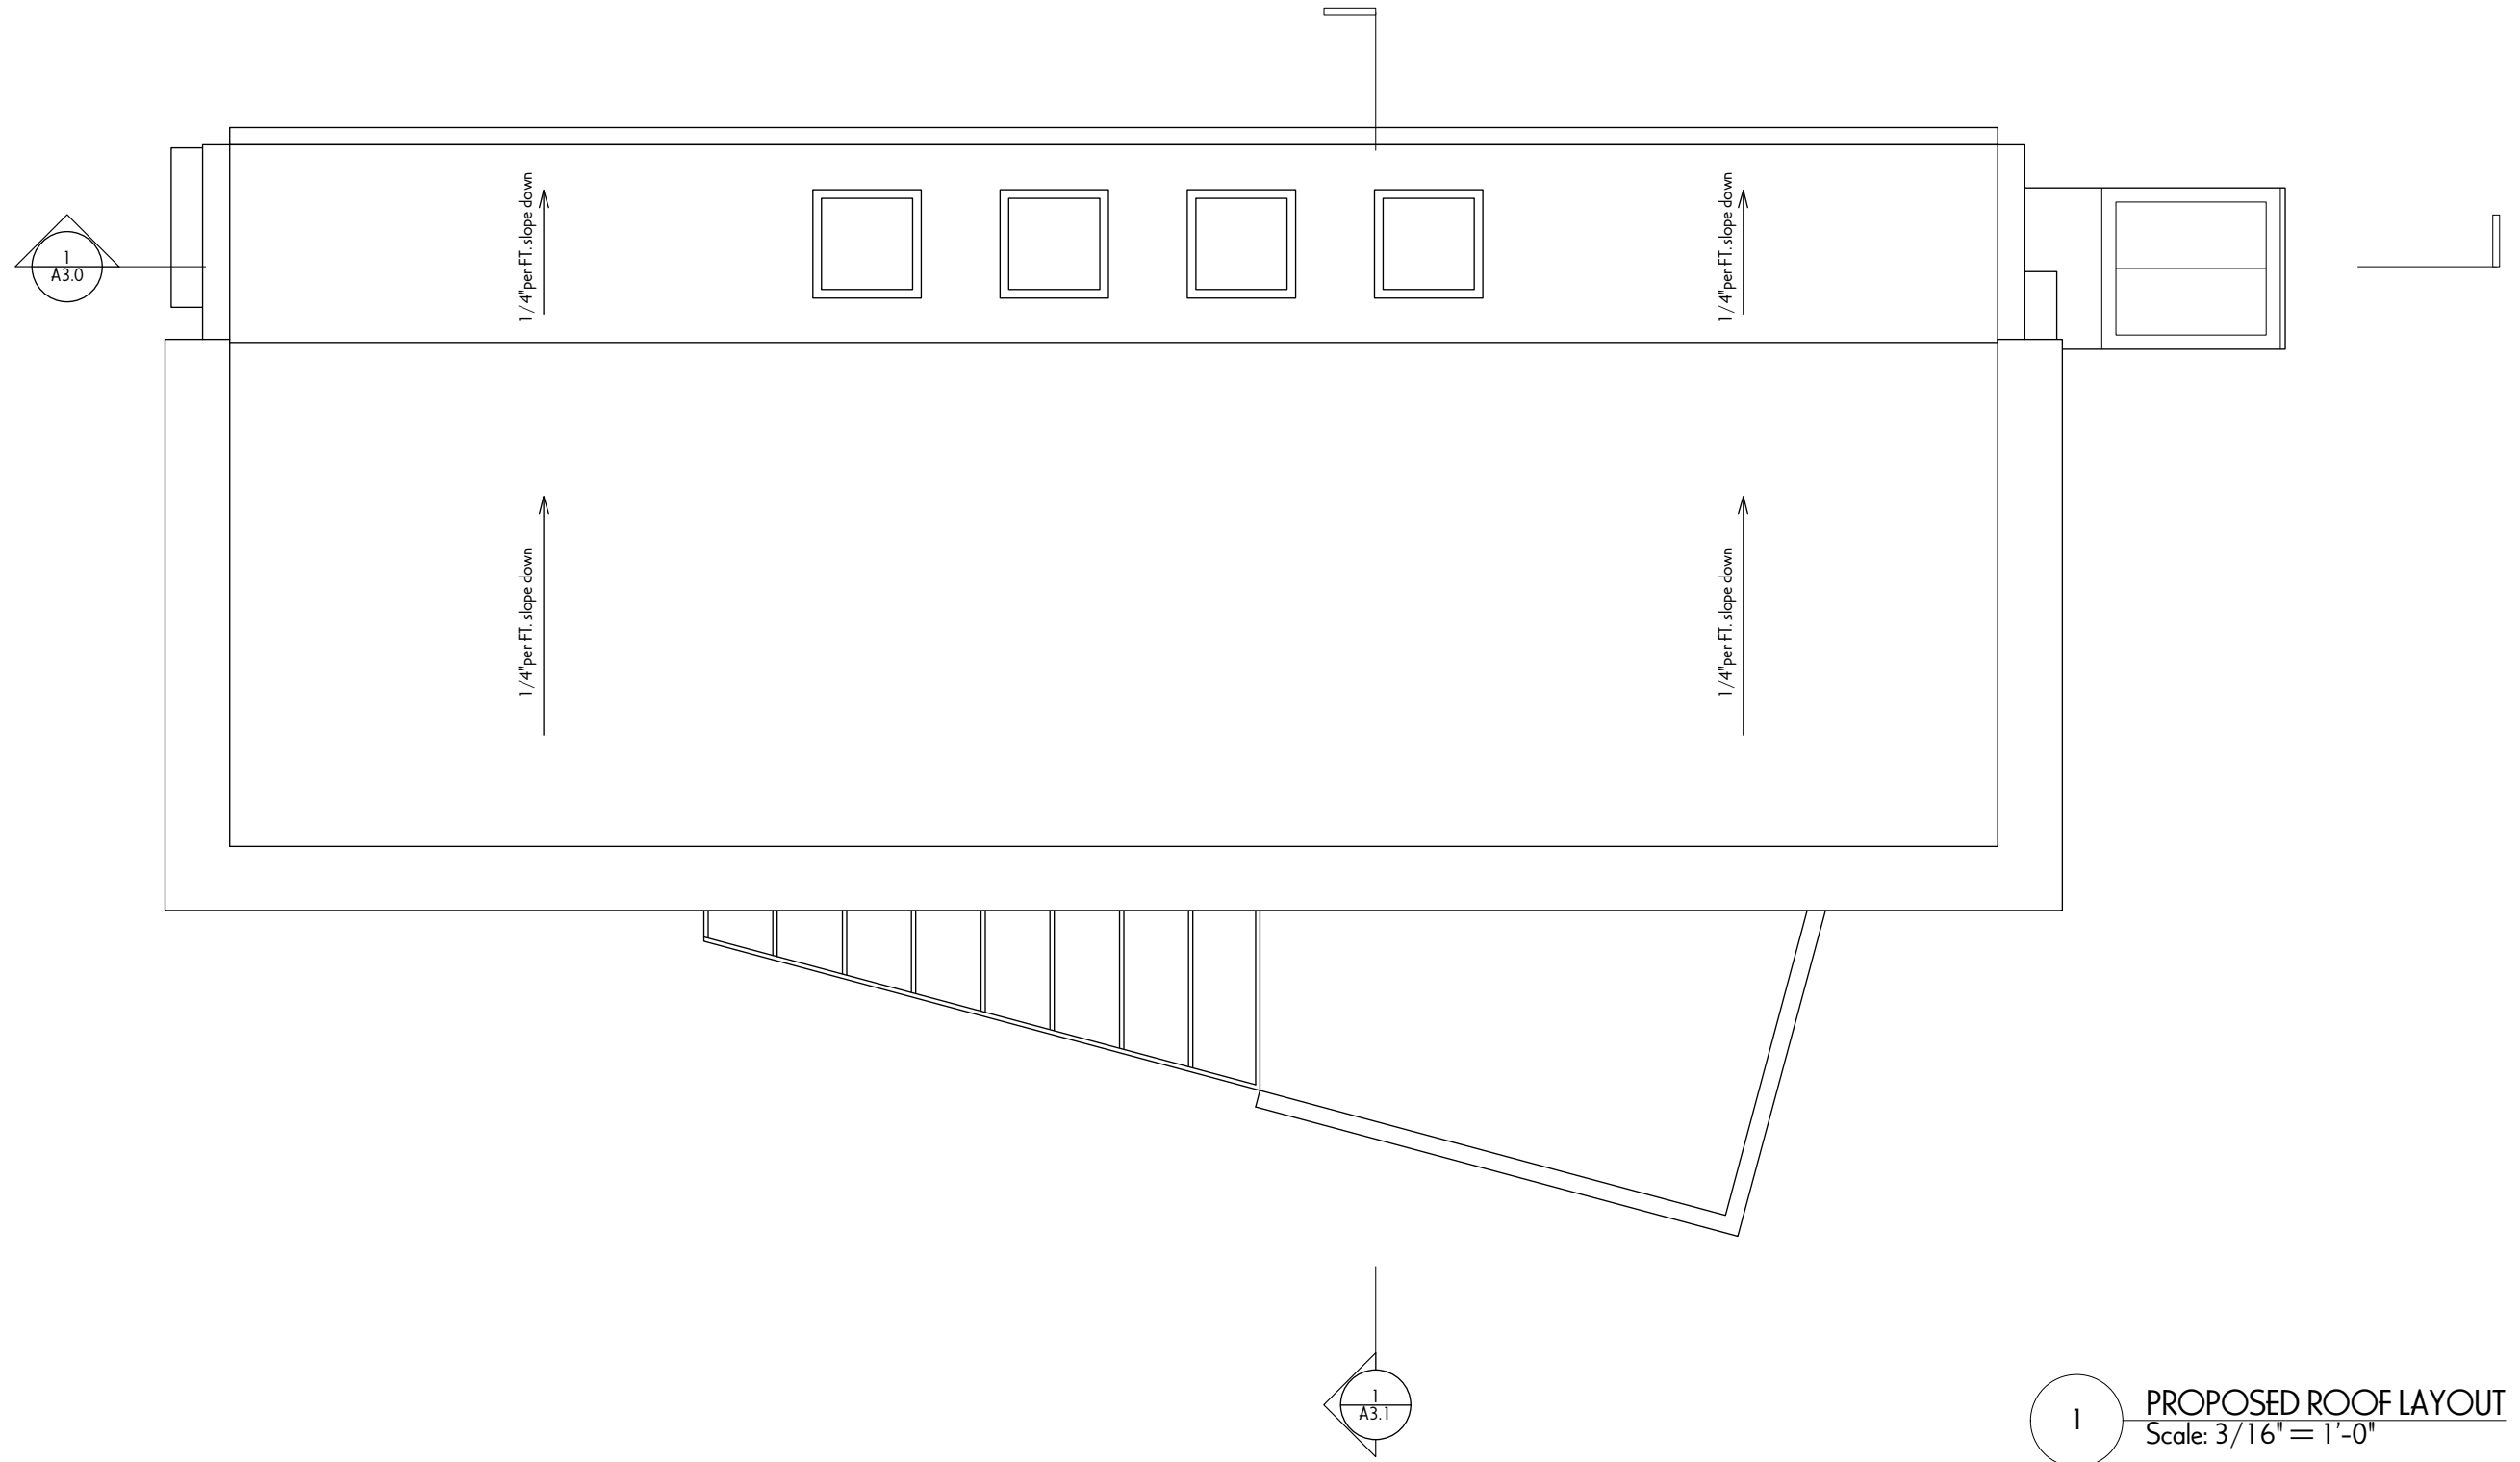 1/4"per FT. slope down
1/4"per FT. slope down
1
A3.0
1/4"per FT. slope down
1/4"per FT. slope down
1
A3.1
1
PROPOSED ROOF LAYOUT
Scale: 3/16" = 1'-0"